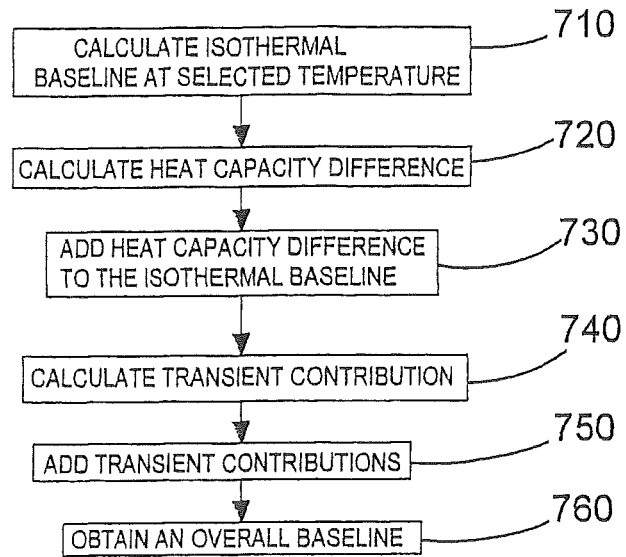 710
CALCULATE ISOTHERMAL
BASELINE AT SELECTED TEMPERATURE
720
CALCULATE HEAT CAPACITY DIFFERENCE
730
ADD HEAT CAPACITY DIFFERENCE
TO THE ISOTHERMAL BASELINE
740
CALCULATE TRANSIENT CONTRIBUTION
750
ADD TRANSIENT CONTRIBUTIONS
760
OBTAIN AN OVERALL BASELINE